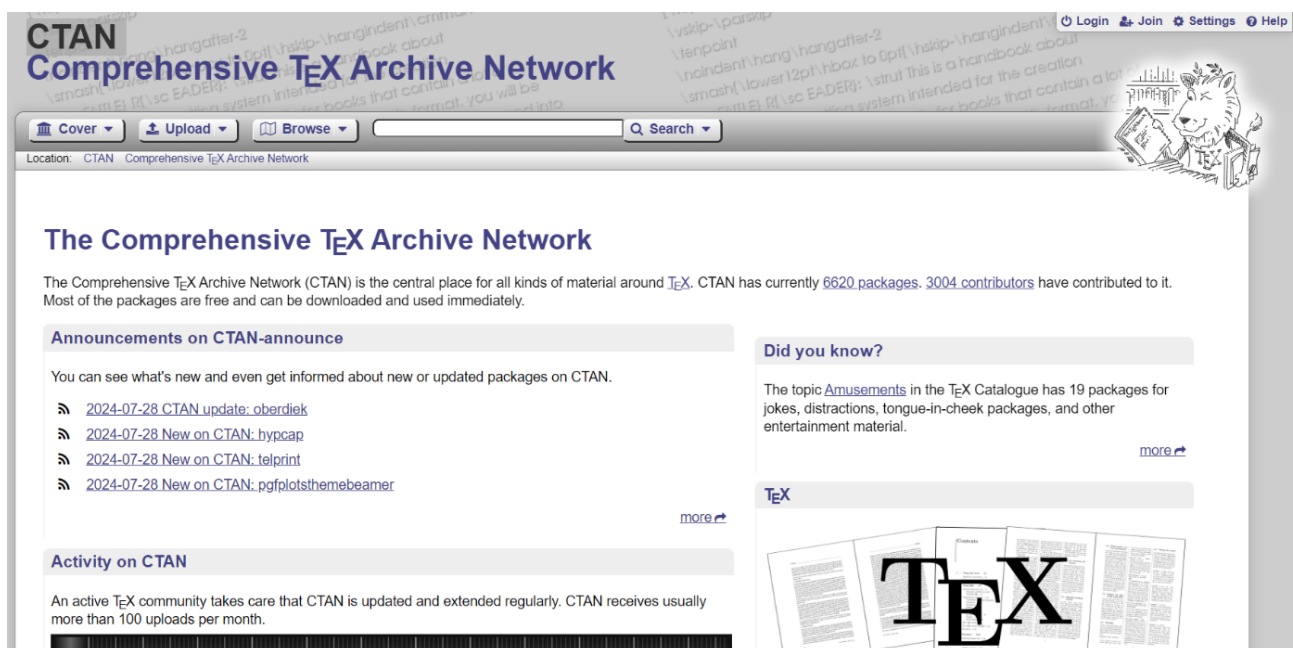 Login Join Settings Help
CTAN
Comprehensive TEX Archive Network
Cover Upload Browse Search
Location: CTAN Comprehensive TEX Archive Network
The Comprehensive TEX Archive Network
The Comprehensive TEX Archive Network (CTAN) is the central place for all kinds of material around TEX. CTAN has currently 6620 packages. 3004 contributors have contributed to it.
Most of the packages are free and can be downloaded and used immediately.
Announcements on CTAN-announce
You can see what's new and even get informed about new or updated packages on CTAN.
2024-07-28 CTAN update: oberdiek
2024-07-28 New on CTAN: hypcap
2024-07-28 New on CTAN: telprint
2024-07-28 New on CTAN: pgfplotsthemebeamer
more
Activity on CTAN
An active TEX community takes care that CTAN is updated and extended regularly. CTAN receives usually
more than 100 uploads per month.
Did you know?
The topic Amusements in the TEX Catalogue has 19 packages for
jokes, distractions, tongue-in-cheek packages, and other
entertainment material.
more
TEX
Contents
TEX